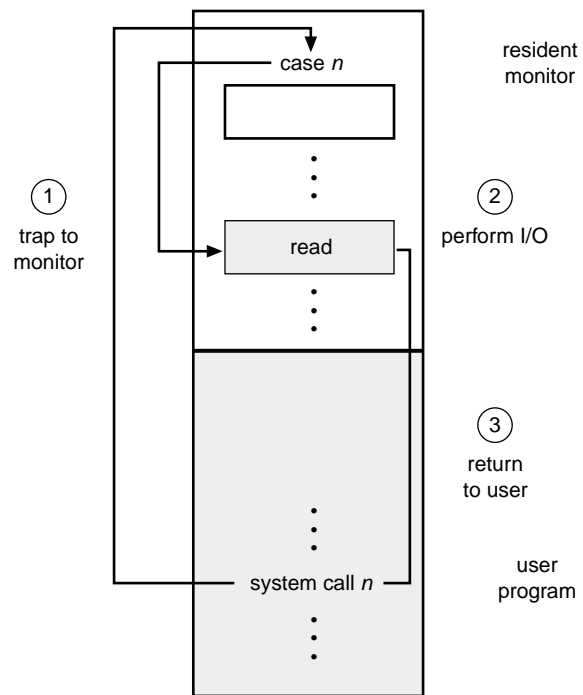 case n
resident
monitor
1
trap to
monitor
2
perform I/O
read
3
return
to user
system call n
user
program